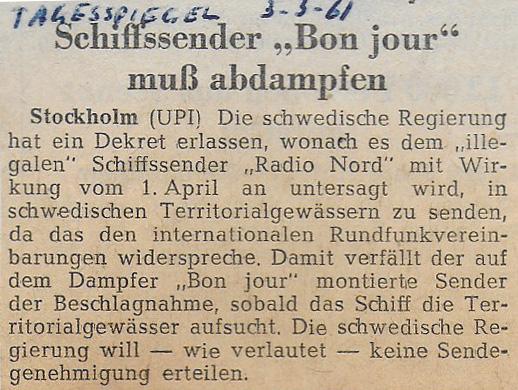 TAGESSPIEGEL 3-3-61
Schiffssender „Bon jour“
muß abdampfen
Stockholm (UPI) Die schwedische Regierung
hat ein Dekret erlassen, wonach es dem „ille-
galen“ Schiffssender „Radio Nord“ mit Wir-
kung vom 1. April an untersagt wird, in
schwedischen Territorialgewässern zu senden,
da das den internationalen Rundfunkverein-
barungen widerspreche. Damit verfällt der auf
dem Dampfer „Bon jour“ montierte Sender
der Beschlagnahme, sobald das Schiff die Ter-
ritorialgewässer aufsucht. Die schwedische Re-
gierung will — wie verlautet — keine Sende-
genehmigung erteilen.